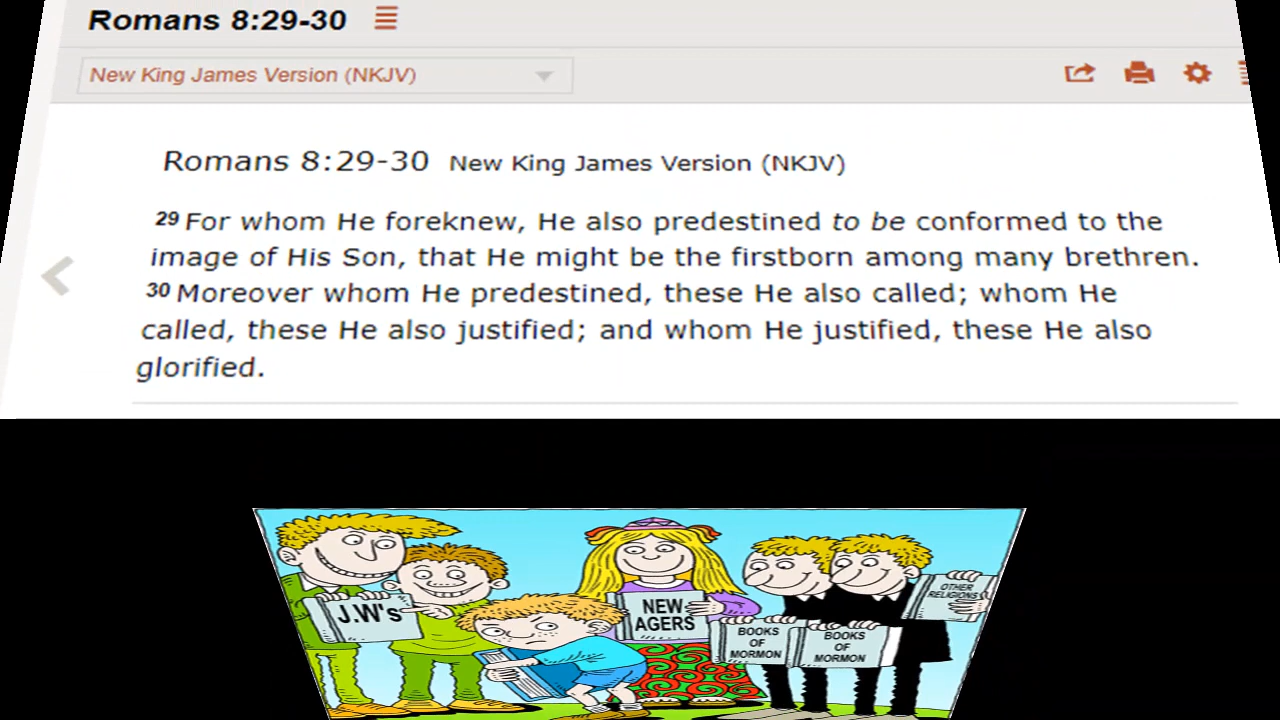 Romans 8:29-30
New King James Version (NKJV)
Romans 8:29-30 New King James Version (NKJV)
29 For whom He foreknew, He also predestined to be conformed to the
image of His Son, that He might be the firstborn among many brethren.
30 Moreover whom He predestined, these He also called; whom He
called, these He also justified; and whom He justified, these He also
glorified.
J.W's
NEW
AGERS
BOOKS
OF
MORMON
BOOKS
OF
MORMON
OTHER
RELIGIONS